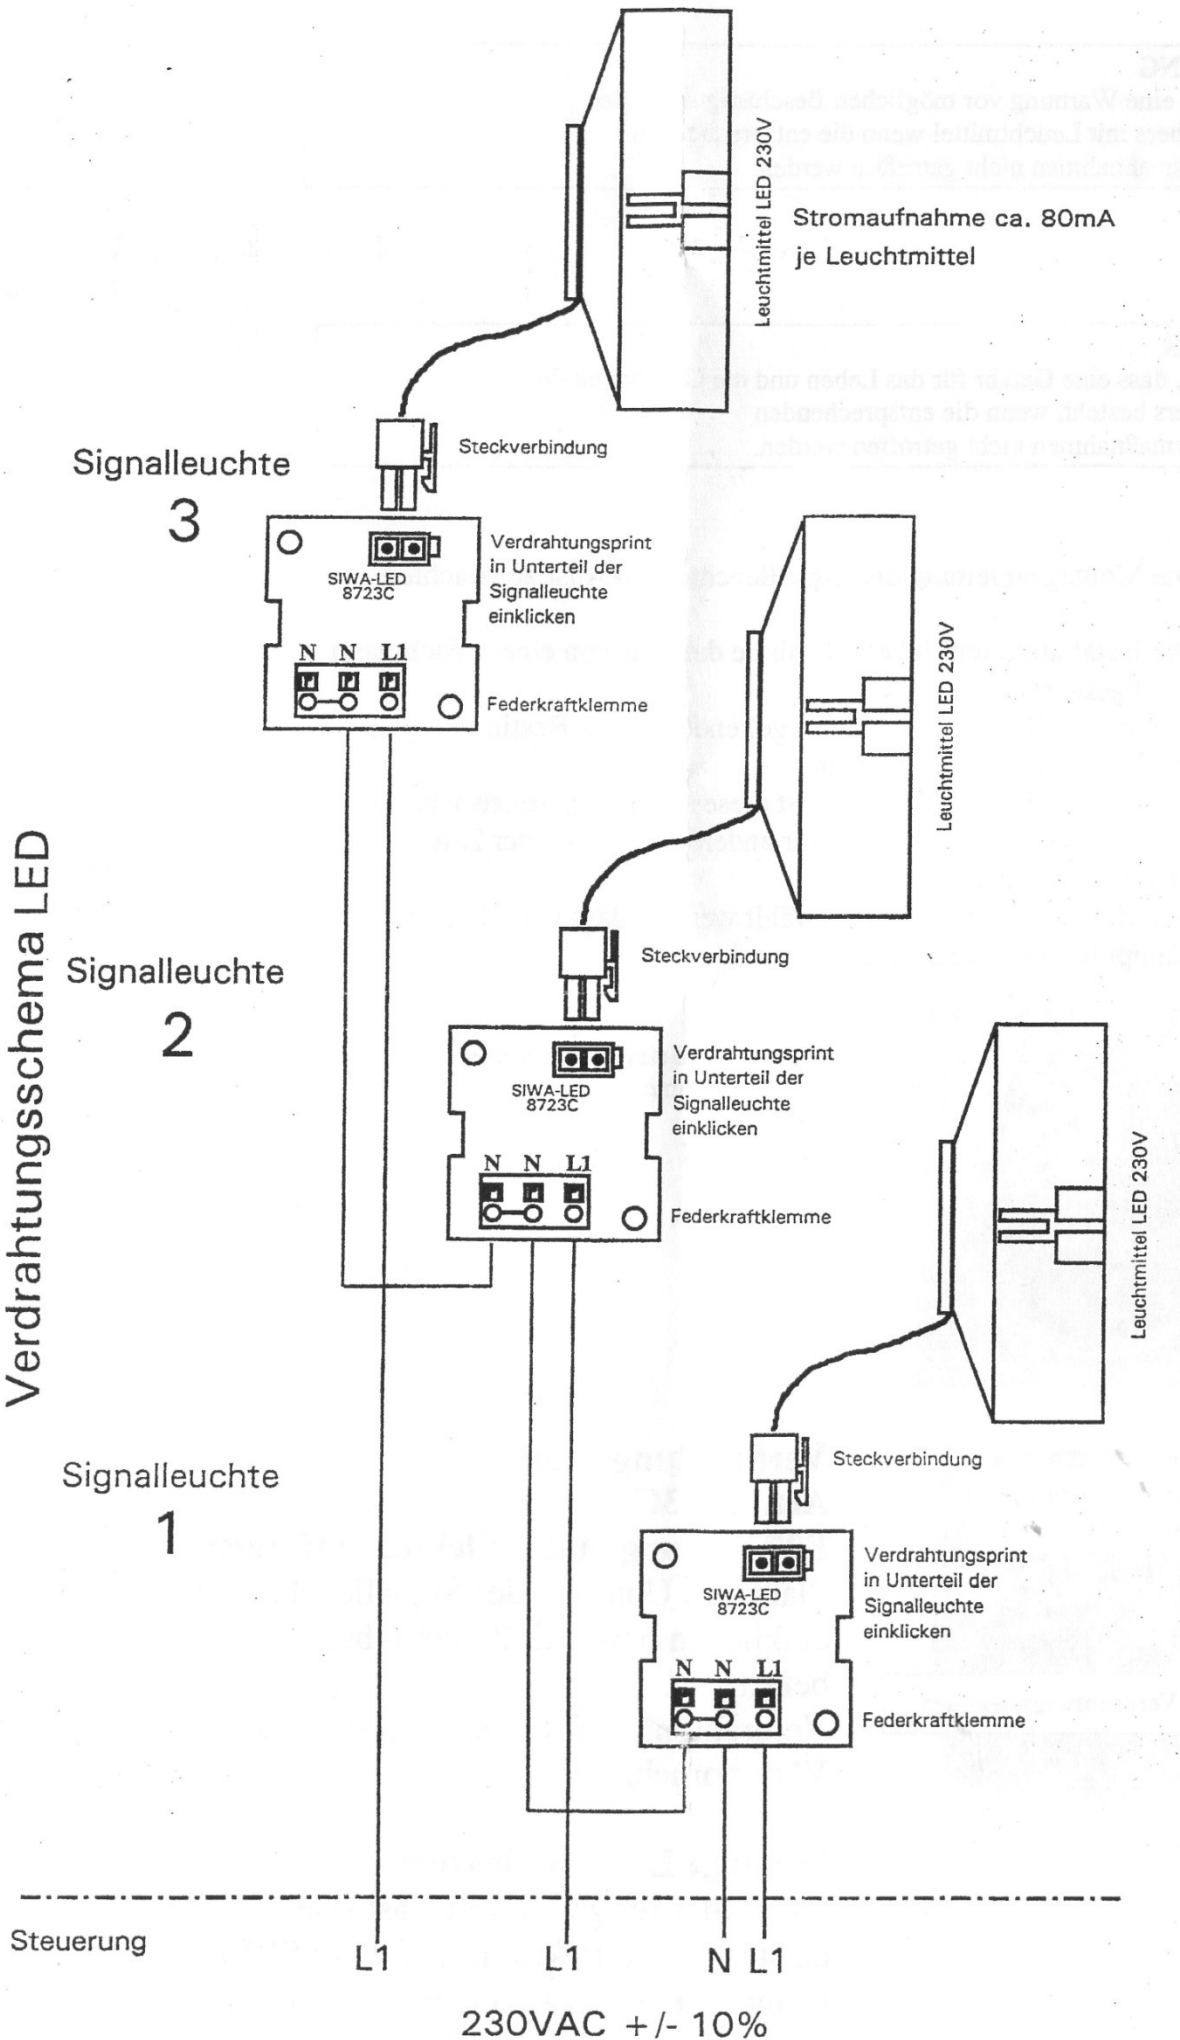 Leuchtmittel LED 230V
Stromaufnahme ca. 80mA
je Leuchtmittel
Signalleuchte
3
Steckverbindung
Verdrahtungsprint
in Unterteil der
Signalleuchte
einklicken
SIWA-LED
8723C
N N L1
Federkraftklemme
Leuchtmittel LED 230V
Verdrahtungsschema LED
Signalleuchte
2
Steckverbindung
Verdrahtungsprint
in Unterteil der
Signalleuchte
einklicken
SIWA-LED
8723C
N N L1
Federkraftklemme
Leuchtmittel LED 230V
Signalleuchte
1
Steckverbindung
Verdrahtungsprint
in Unterteil der
Signalleuchte
einklicken
SIWA-LED
8723C
N N L1
Federkraftklemme
Steuerung
L1 L1 N L1
230VAC +/- 10%